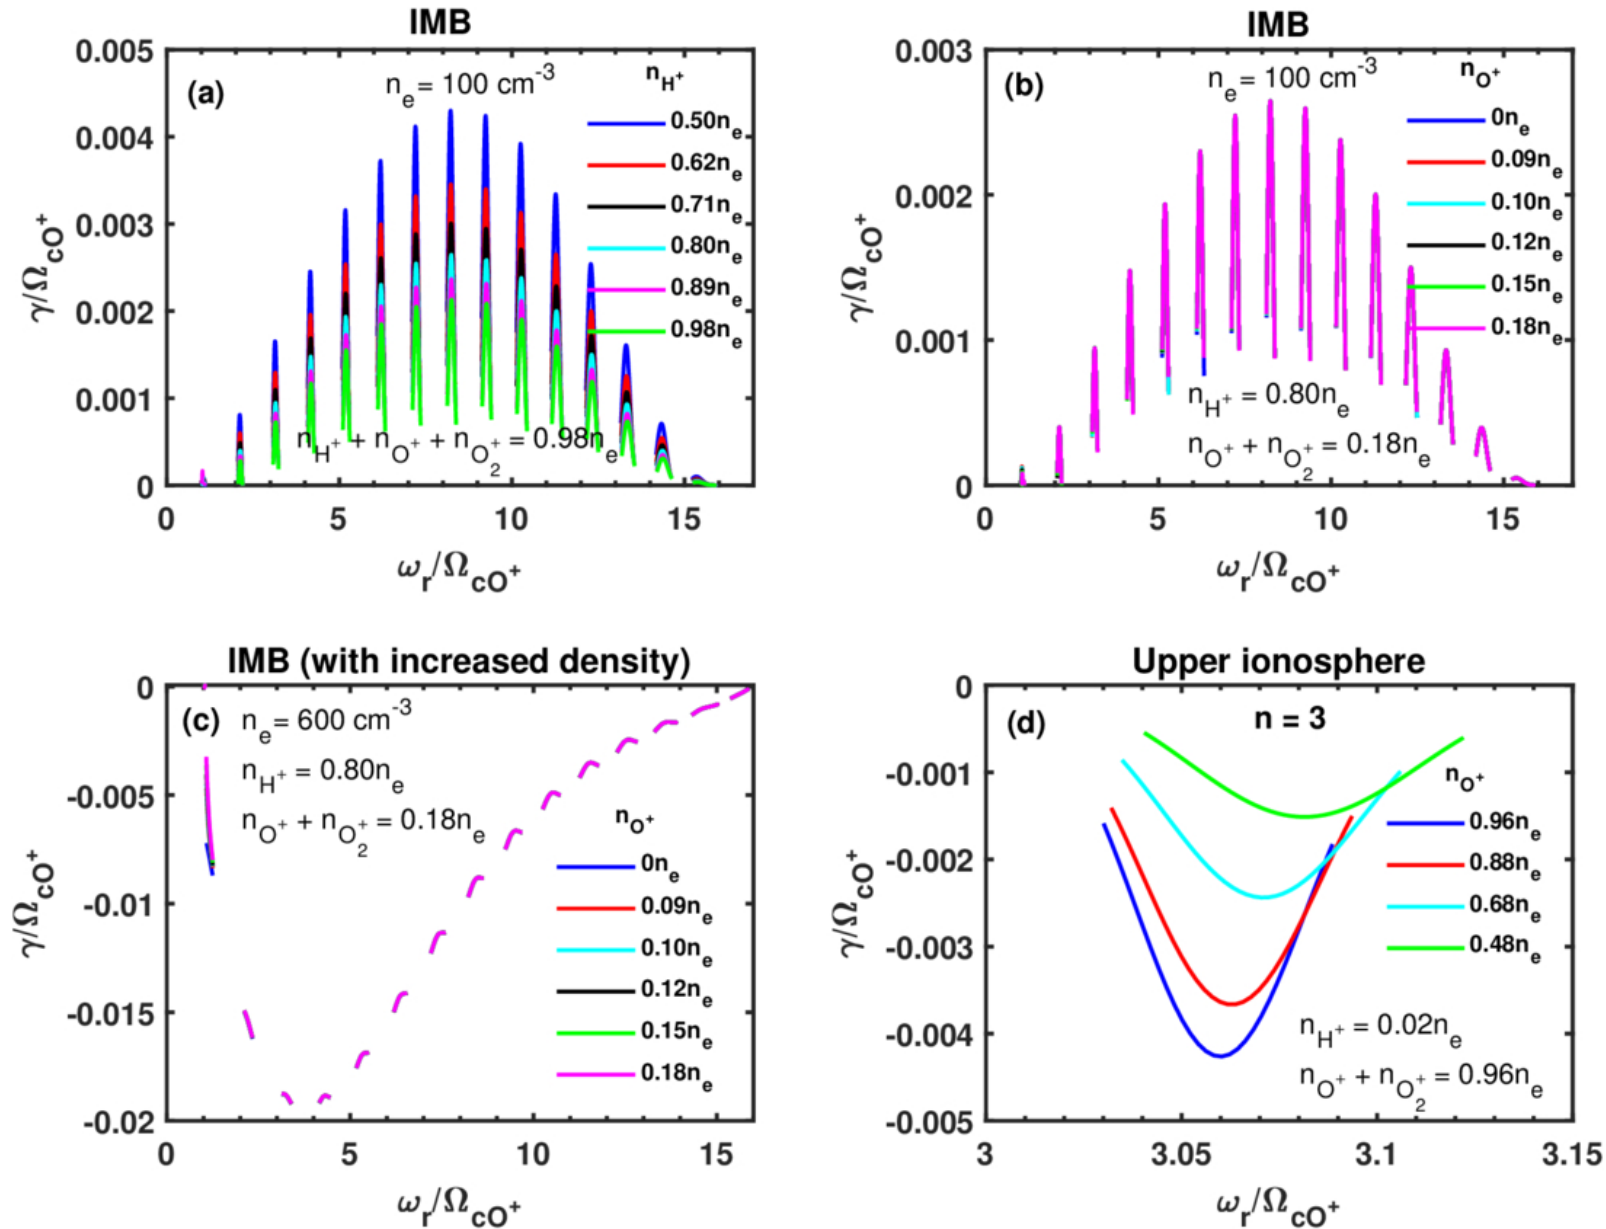 IMB
(a)
n_e = 100 cm^-3
n_H+
0.50n_e
0.62n_e
0.71n_e
0.80n_e
0.89n_e
0.98n_e
n_H+ + n_O+ + n_O2+ = 0.98n_e
0.005
0.004
0.003
0.002
0.001
0
0 5 10 15
γ/Ω_cO+
ω_r/Ω_cO+
IMB
(b)
n_e = 100 cm^-3
n_O+
0n_e
0.09n_e
0.10n_e
0.12n_e
0.15n_e
0.18n_e
n_H+ = 0.80n_e
n_O+ + n_O2+ = 0.18n_e
0.003
0.002
0.001
0
0 5 10 15
γ/Ω_cO+
ω_r/Ω_cO+
IMB (with increased density)
(c)
n_e = 600 cm^-3
n_H+ = 0.80n_e
n_O+ + n_O2+ = 0.18n_e
n_O+
0n_e
0.09n_e
0.10n_e
0.12n_e
0.15n_e
0.18n_e
0
-0.005
-0.01
-0.015
-0.02
0 5 10 15
γ/Ω_cO+
ω_r/Ω_cO+
Upper ionosphere
(d)
n = 3
n_O+
0.96n_e
0.88n_e
0.68n_e
0.48n_e
n_H+ = 0.02n_e
n_O+ + n_O2+ = 0.96n_e
0
-0.001
-0.002
-0.003
-0.004
-0.005
3 3.05 3.1 3.15
γ/Ω_cO+
ω_r/Ω_cO+